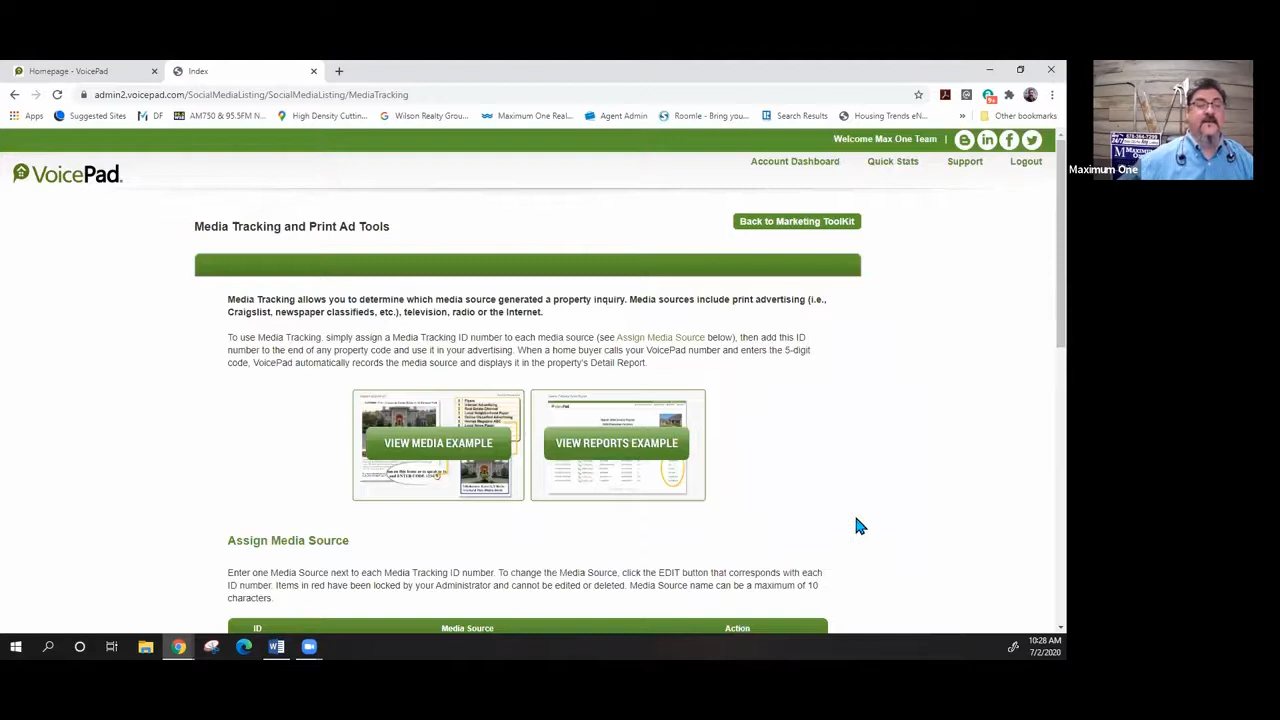 Homepage - VoicePad
Index
admin2.voicepad.com/SocialMediaListing/SocialMediaListing/MediaTracking
Apps
Suggested Sites
DF
AM750 & 95.5FM N...
High Density Cutting...
Wilson Realty Grou...
Maximum One Real...
Agent Admin
Roomle - Bring you...
Search Results
Housing Trends eN...
»
Other bookmarks
Welcome Max One Team |
VoicePad.
Account Dashboard
Quick Stats
Support
Logout
Maximum One
Media Tracking and Print Ad Tools
Back to Marketing ToolKit
Media Tracking allows you to determine which media source generated a property inquiry. Media sources include print advertising (i.e.,
Craigslist, newspaper classifieds, etc.), television, radio or the Internet.
To use Media Tracking, simply assign a Media Tracking ID number to each media source (see Assign Media Source below), then add this ID
number to the end of any property code and use it in your advertising. When a home buyer calls your VoicePad number and enters the 5-digit
code, VoicePad automatically records the media source and displays it in the property's Detail Report.
VIEW MEDIA EXAMPLE
VIEW REPORTS EXAMPLE
Assign Media Source
Enter one Media Source next to each Media Tracking ID number. To change the Media Source, click the EDIT button that corresponds with each
ID number. Items in red have been locked by your Administrator and cannot be edited or deleted. Media Source name can be a maximum of 10
characters.
ID
Media Source
Action
10:28 AM
7/2/2020